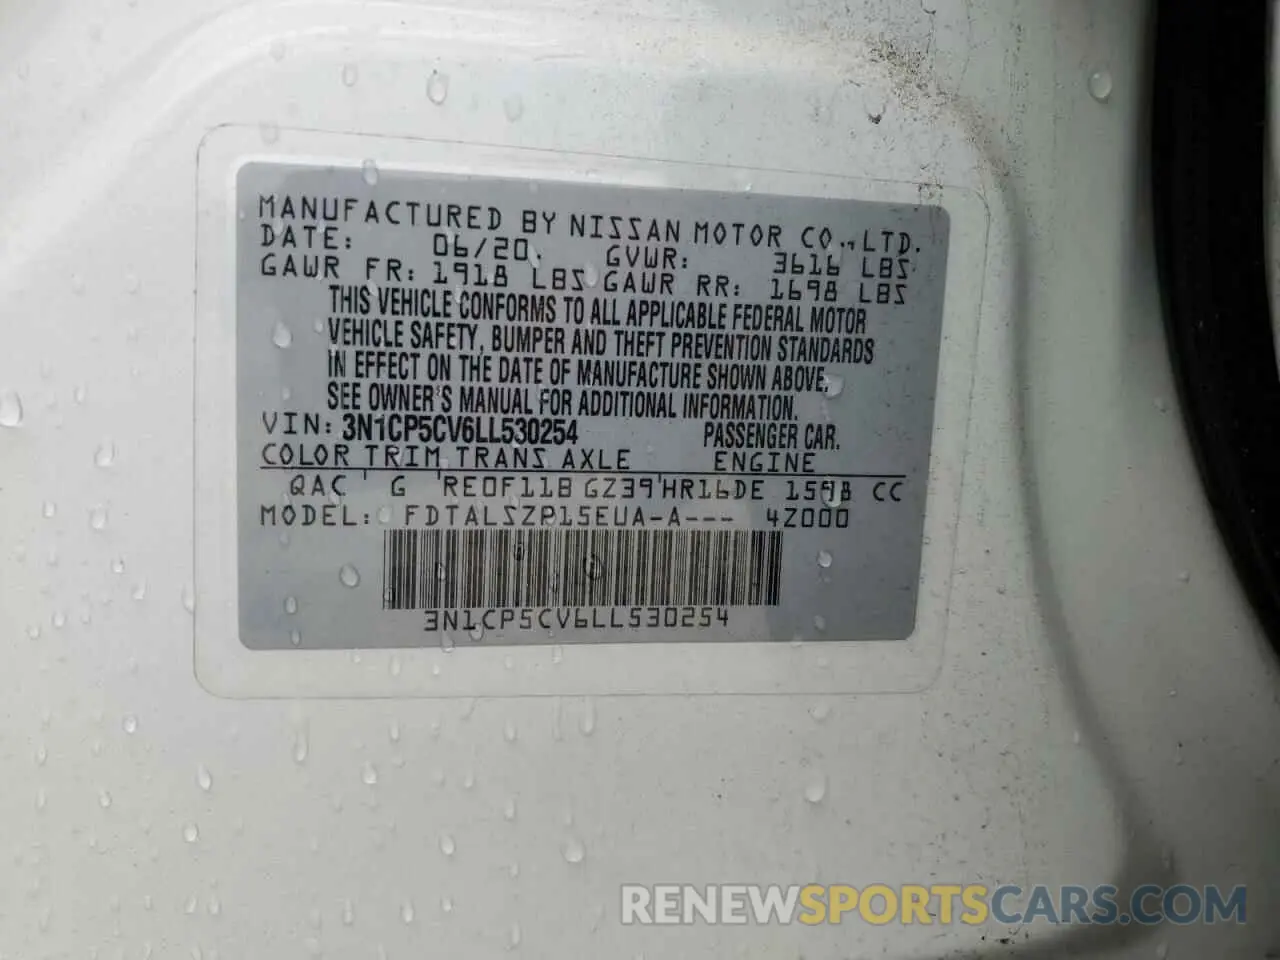 MANUFACTURED BY NISSAN MOTOR CO., LTD.
DATE: 06/20. GVWR: 3616 LBS
GAWR FR: 1918 LBS GAWR RR: 1698 LBS
THIS VEHICLE CONFORMS TO ALL APPLICABLE FEDERAL MOTOR
VEHICLE SAFETY, BUMPER AND THEFT PREVENTION STANDARDS
IN EFFECT ON THE DATE OF MANUFACTURE SHOWN ABOVE.
SEE OWNER'S MANUAL FOR ADDITIONAL INFORMATION.
VIN: 3N1CP5CV6LL530254 PASSENGER CAR.
COLOR TRIM TRANS AXLE ENGINE
QAC ' G ' RE0F11B GZ39 ' HR16DE 1598 CC
MODEL: FDTALSZP15EUA-A--- 4Z000
3N1CP5CV6LL530254
RENEWSPORTSCARS.COM